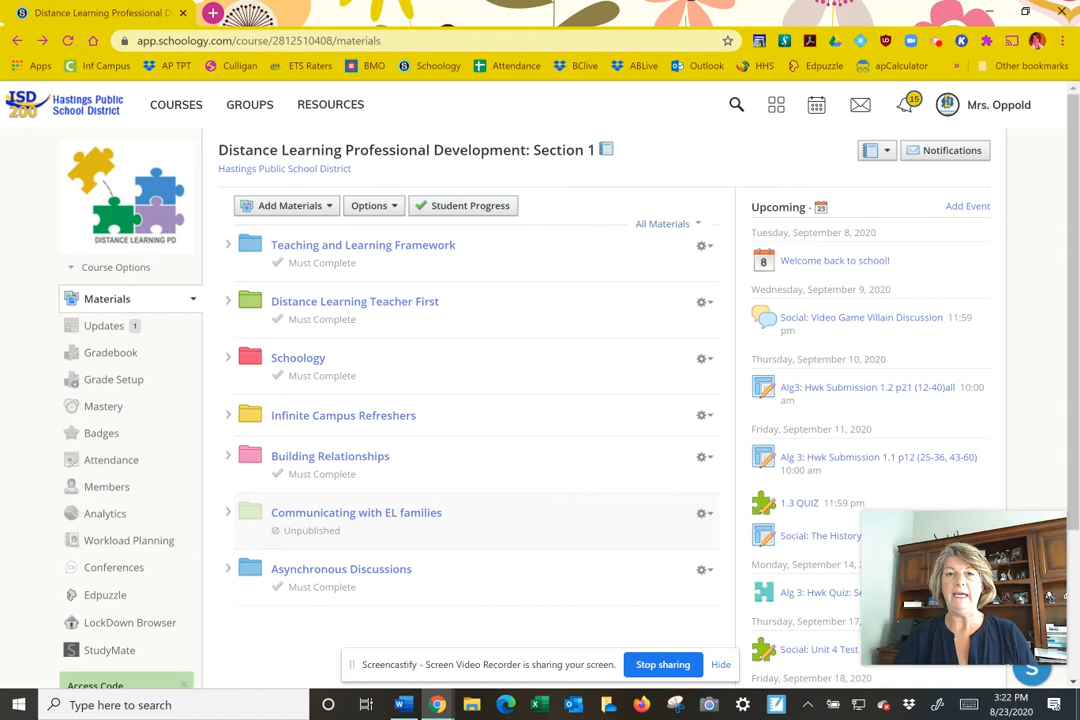 Distance Learning Professional D
app.schoology.com/course/2812510408/materials
Apps
Inf Campus
AP TPT
Culligan
ETS Raters
BMO
Schoology
Attendance
BClive
ABLive
Outlook
HHS
Edpuzzle
apCalculator
»
Other bookmarks
ISD 200
Hastings Public School District
COURSES
GROUPS
RESOURCES
15
Mrs. Oppold
DISTANCE LEARNING PD
Course Options
Materials
Updates 1
Gradebook
Grade Setup
Mastery
Badges
Attendance
Members
Analytics
Workload Planning
Conferences
Edpuzzle
LockDown Browser
StudyMate
Access Code
Distance Learning Professional Development: Section 1
Hastings Public School District
Notifications
Add Materials
Options
Student Progress
All Materials
Teaching and Learning Framework
Must Complete
Distance Learning Teacher First
Must Complete
Schoology
Must Complete
Infinite Campus Refreshers
Building Relationships
Must Complete
Communicating with EL families
Unpublished
Asynchronous Discussions
Must Complete
Upcoming · 23
Add Event
Tuesday, September 8, 2020
8
Welcome back to school!
Wednesday, September 9, 2020
Social: Video Game Villain Discussion 11:59
pm
Thursday, September 10, 2020
Alg3: Hwk Submission 1.2 p21 (12-40)all 10:00
am
Friday, September 11, 2020
Alg 3: Hwk Submission 1.1 p12 (25-36, 43-60)
10:00 am
1.3 QUIZ 11:59 pm
Social: The History
Monday, September 14, 2
Alg 3: Hwk Quiz: Se
Thursday, September 17,
Social: Unit 4 Test
Friday, September 18, 2020
Screencastify - Screen Video Recorder is sharing your screen.
Stop sharing
Hide
S
Type here to search
3:22 PM
8/23/2020